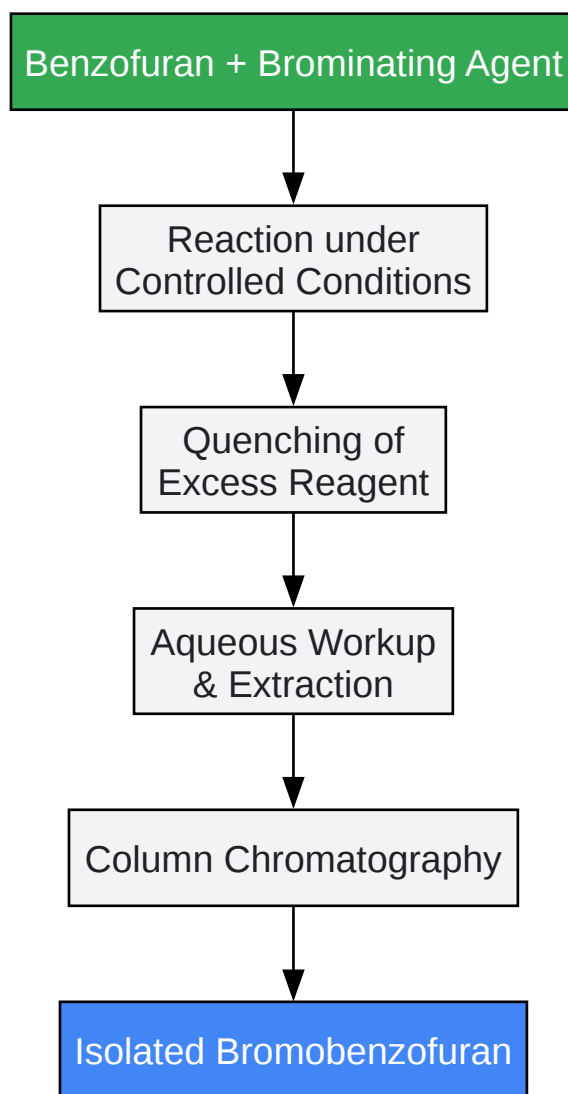 Benzofuran + Brominating Agent
Reaction under
Controlled Conditions
Quenching of
Excess Reagent
Aqueous Workup
& Extraction
Column Chromatography
Isolated Bromobenzofuran